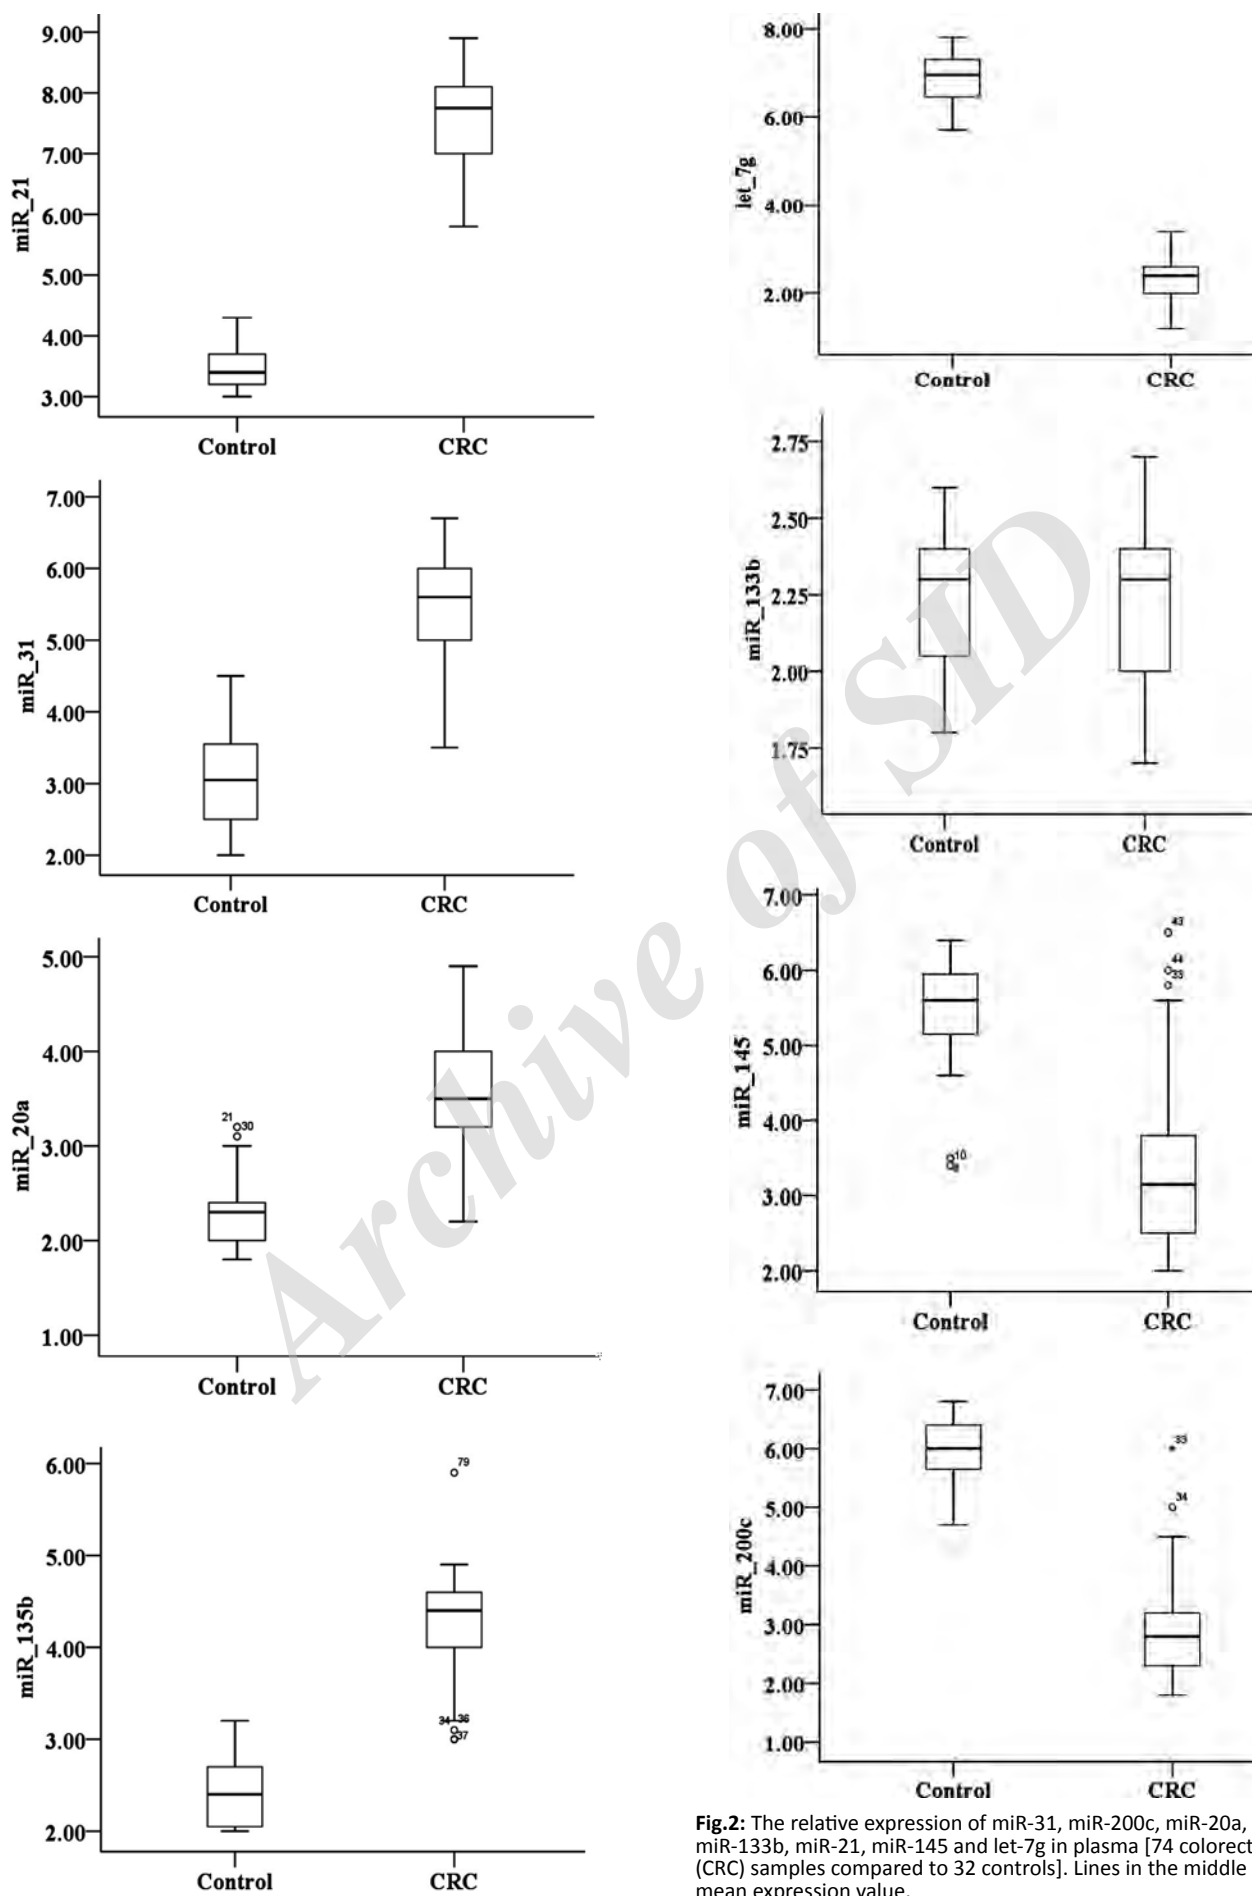 9.00
8.00
7.00
6.00
5.00
4.00
3.00
miR_21
Control
CRC
7.00
6.00
5.00
4.00
3.00
2.00
miR_31
Control
CRC
5.00
4.00
3.00
2.00
1.00
miR_20a
21
30
Control
CRC
6.00
5.00
4.00
3.00
2.00
miR_135b
79
34
36
37
Control
CRC
8.00
6.00
4.00
2.00
let_7g
Control
CRC
2.75
2.50
2.25
2.00
1.75
miR_133b
Control
CRC
7.00
6.00
5.00
4.00
3.00
2.00
miR_145
10
43
44
33
Control
CRC
7.00
6.00
5.00
4.00
3.00
2.00
1.00
miR_200c
33
34
Control
CRC
Fig.2: The relative expression of miR-31, miR-200c, miR-20a,
miR-133b, miR-21, miR-145 and let-7g in plasma [74 colorect
(CRC) samples compared to 32 controls]. Lines in the middle
mean expression value.
Archive of SID